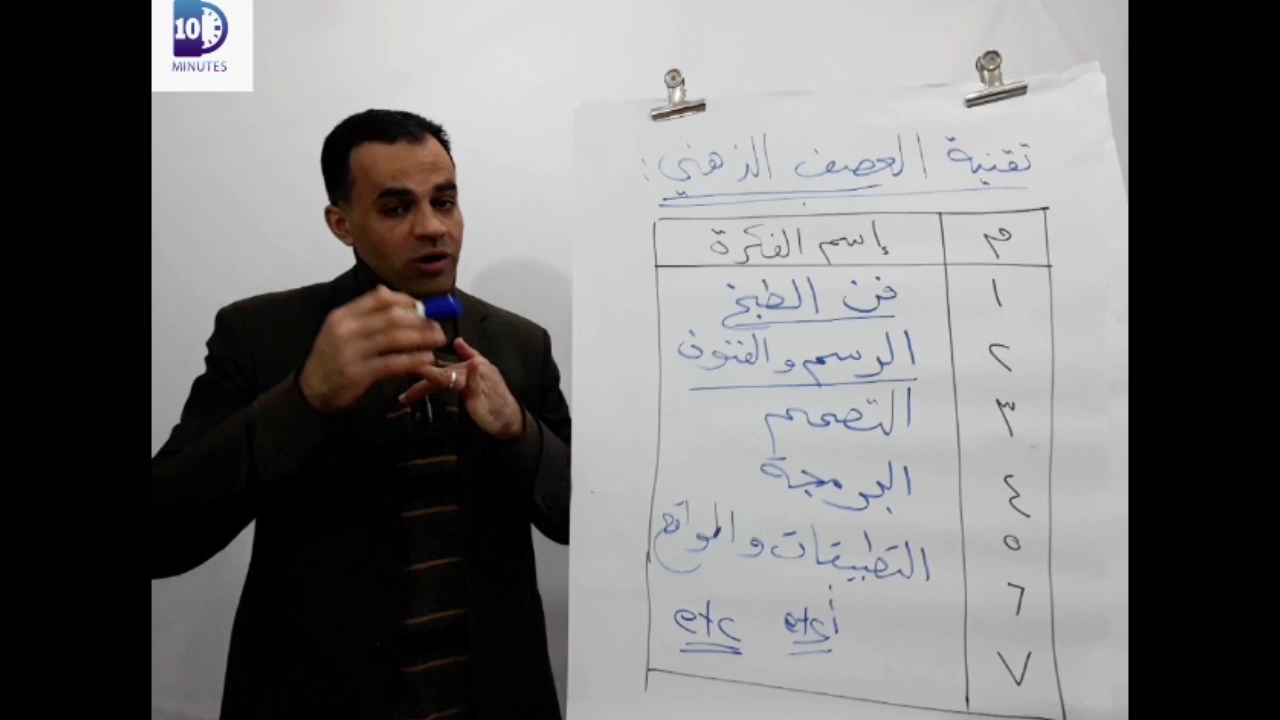 10
MINUTES
تقنية العصف الذهني:
م إسم الفكرة
١ فن الطبخ
٢ الرسم والفنون
٣ التصميم
٤ البرمجة
٥ التطبيقات والمواقع
٦ etc etc
٧